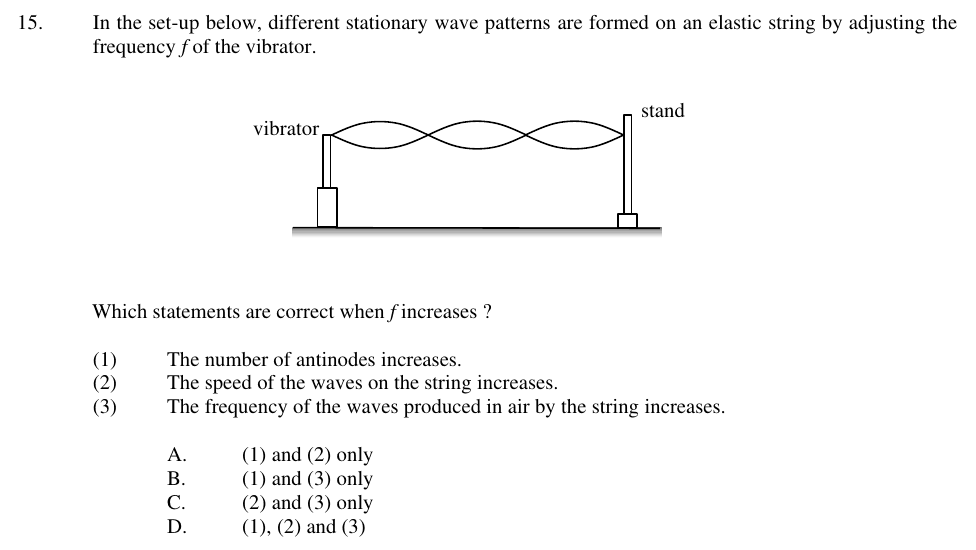 15. In the set-up below, different stationary wave patterns are formed on an elastic string by adjusting the
frequency f of the vibrator.
stand
vibrator
Which statements are correct when f increases ?
(1) The number of antinodes increases.
(2) The speed of the waves on the string increases.
(3) The frequency of the waves produced in air by the string increases.
A. (1) and (2) only
B. (1) and (3) only
C. (2) and (3) only
D. (1), (2) and (3)